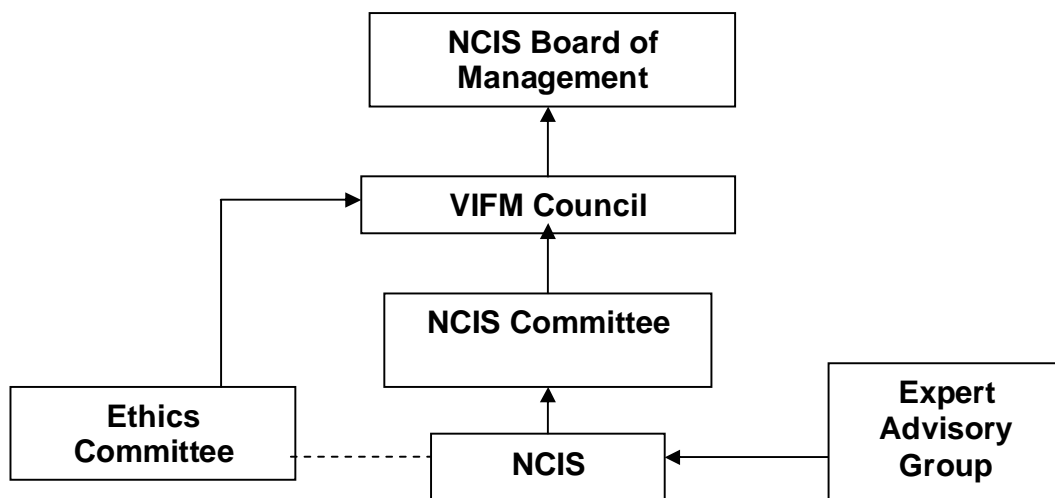 NCIS Board of
Management
VIFM Council
NCIS Committee
Ethics
Committee
NCIS
Expert
Advisory
Group